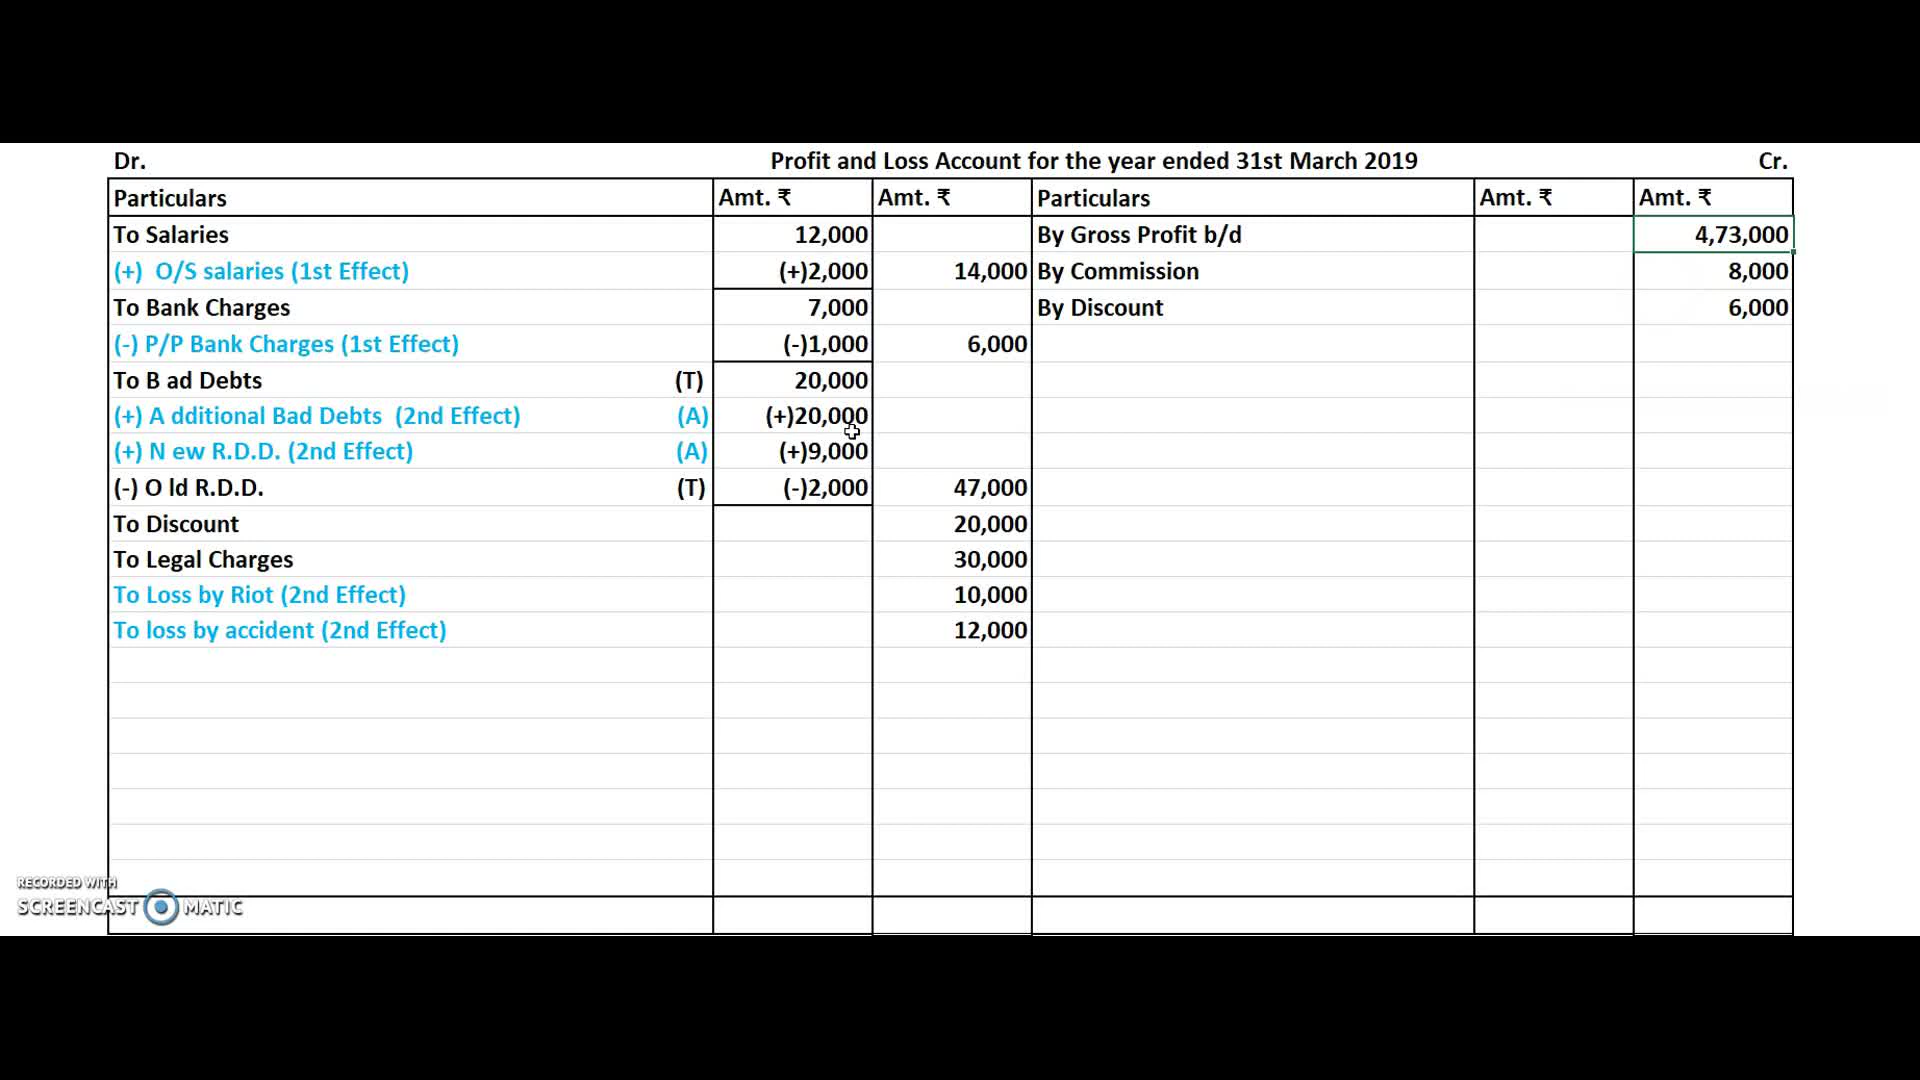 Dr. Profit and Loss Account for the year ended 31st March 2019 Cr.
Particulars Amt. ₹ Amt. ₹ Particulars Amt. ₹ Amt. ₹
To Salaries 12,000 By Gross Profit b/d 4,73,000
(+) O/S salaries (1st Effect) (+)2,000 14,000 By Commission 8,000
To Bank Charges 7,000 By Discount 6,000
(-) P/P Bank Charges (1st Effect) (-)1,000 6,000
To B ad Debts (T) 20,000
(+) A dditional Bad Debts (2nd Effect) (A) (+)20,000
(+) N ew R.D.D. (2nd Effect) (A) (+)9,000
(-) O ld R.D.D. (T) (-)2,000 47,000
To Discount 20,000
To Legal Charges 30,000
To Loss by Riot (2nd Effect) 10,000
To loss by accident (2nd Effect) 12,000
RECORDED WITH
SCREENCAST MATIC